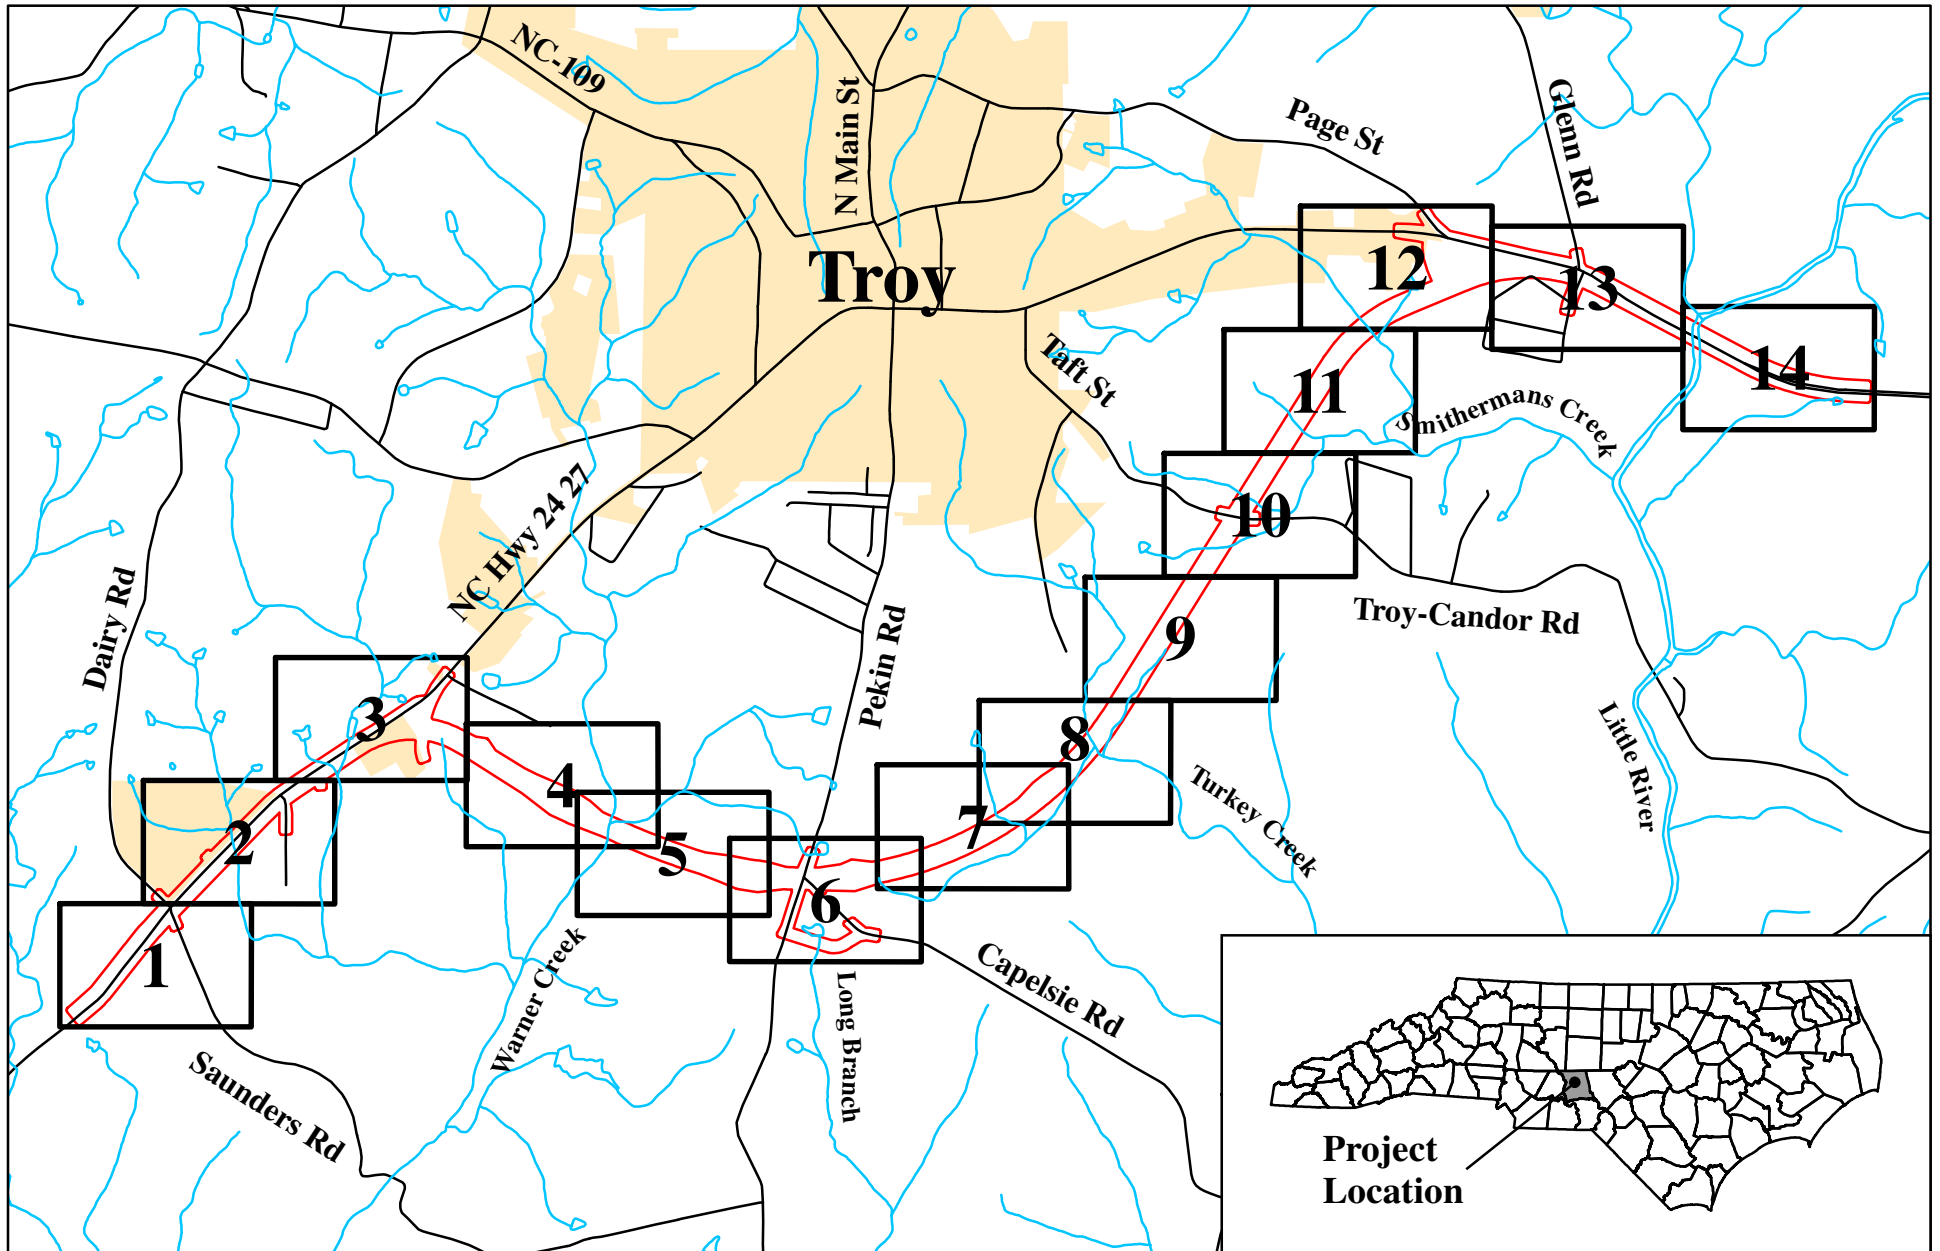 NC-109
N Main St
Page St
Glenn Rd
Troy
12
13
14
Taft St
11
Smithermans Creek
NC Hwy 24 27
10
Dairy Rd
Troy-Candor Rd
9
Pekin Rd
3
8
Little River
4
Turkey Creek
2
5
7
6
1
Warner Creek
Capelsie Rd
Long Branch
Saunders Rd
Project
Location